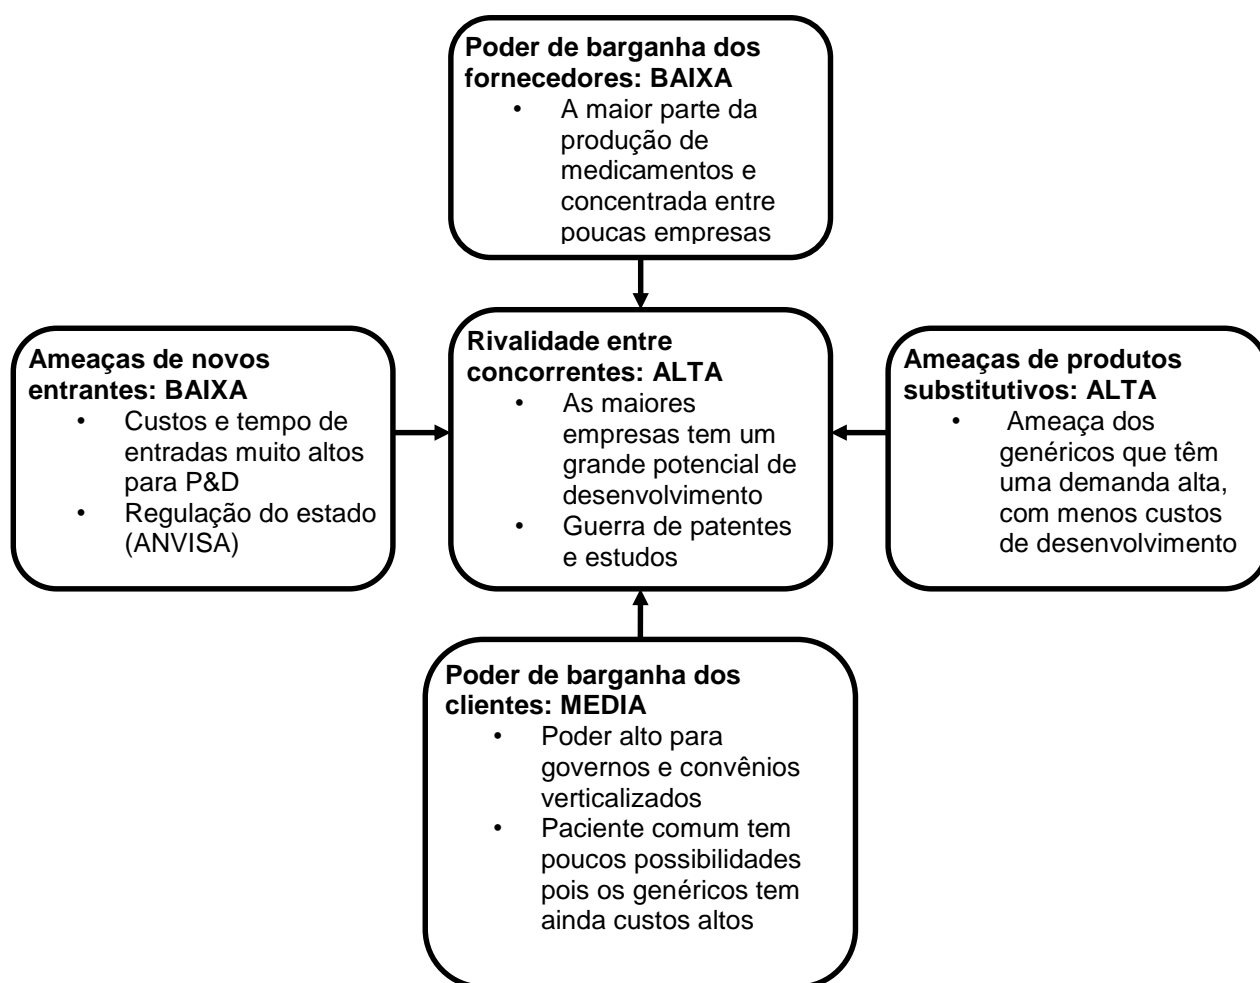 Poder de barganha dos
fornecedores: BAIXA
• A maior parte da
produção de
medicamentos e
concentrada entre
poucas empresas
Ameaças de novos
entrantes: BAIXA
• Custos e tempo de
entradas muito altos
para P&D
• Regulação do estado
(ANVISA)
Rivalidade entre
concorrentes: ALTA
• As maiores
empresas tem um
grande potencial de
desenvolvimento
• Guerra de patentes
e estudos
Ameaças de produtos
substitutivos: ALTA
• Ameaça dos
genéricos que têm
uma demanda alta,
com menos custos
de desenvolvimento
Poder de barganha dos
clientes: MEDIA
• Poder alto para
governos e convênios
verticalizados
• Paciente comum tem
poucos possibilidades
pois os genéricos tem
ainda custos altos